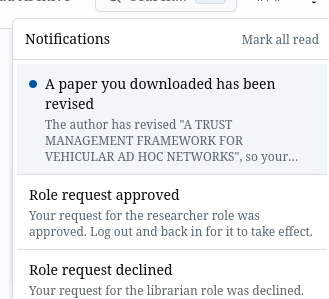 Notifications
Mark all read
A paper you downloaded has been
revised
The author has revised "A TRUST
MANAGEMENT FRAMEWORK FOR
VEHICULAR AD HOC NETWORKS", so your...
Role request approved
Your request for the researcher role was
approved. Log out and back in for it to take effect.
Role request declined
Your request for the librarian role was declined.